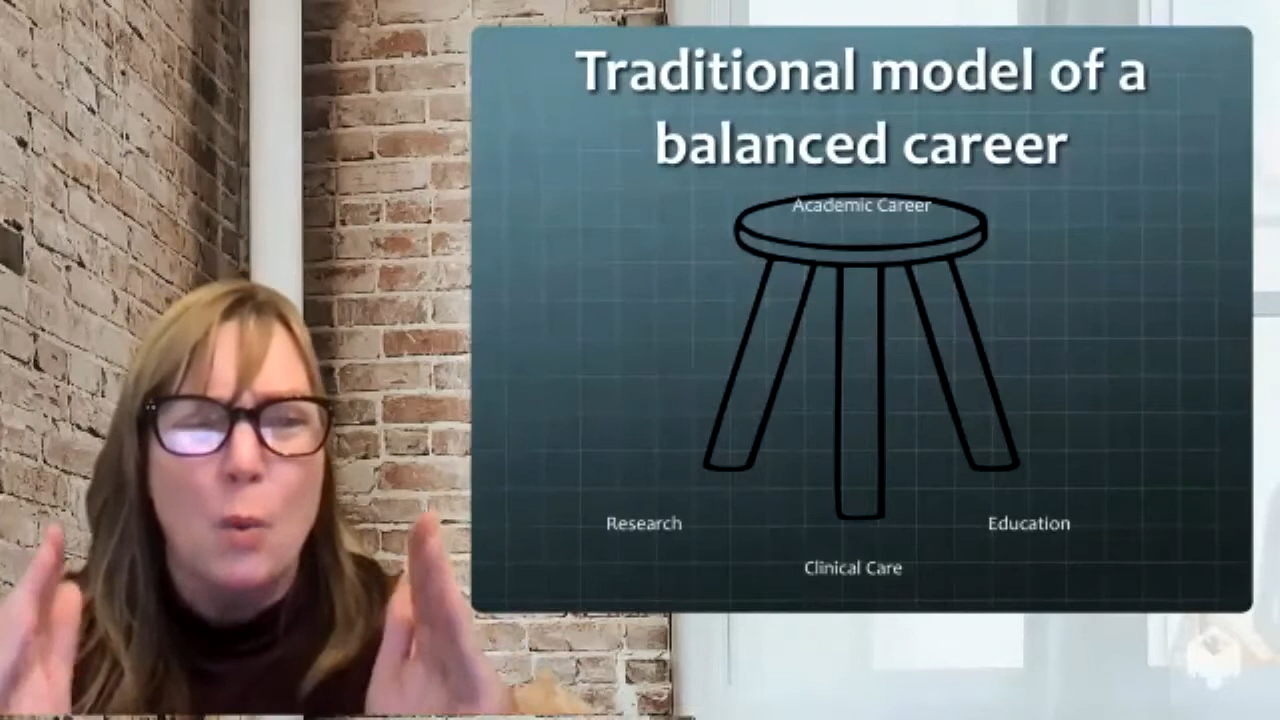 Traditional model of a
balanced career
Academic Career
Research
Education
Clinical Care